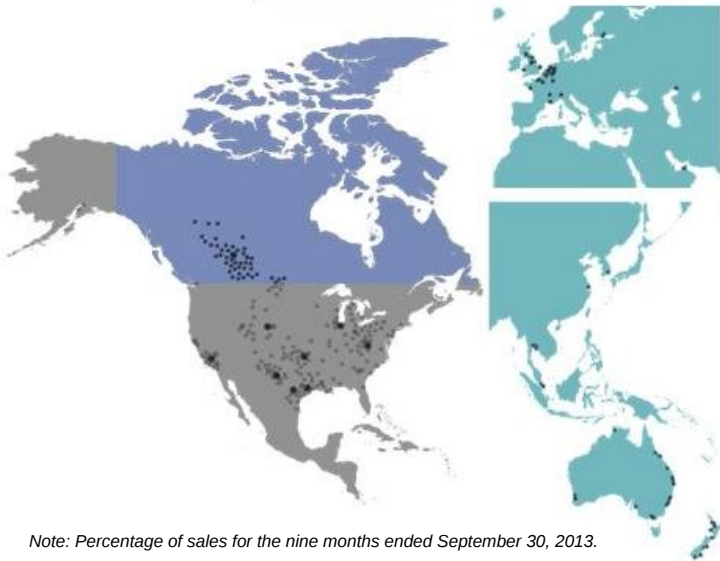 Note: Percentage of sales for the nine months ended September 30, 2013.